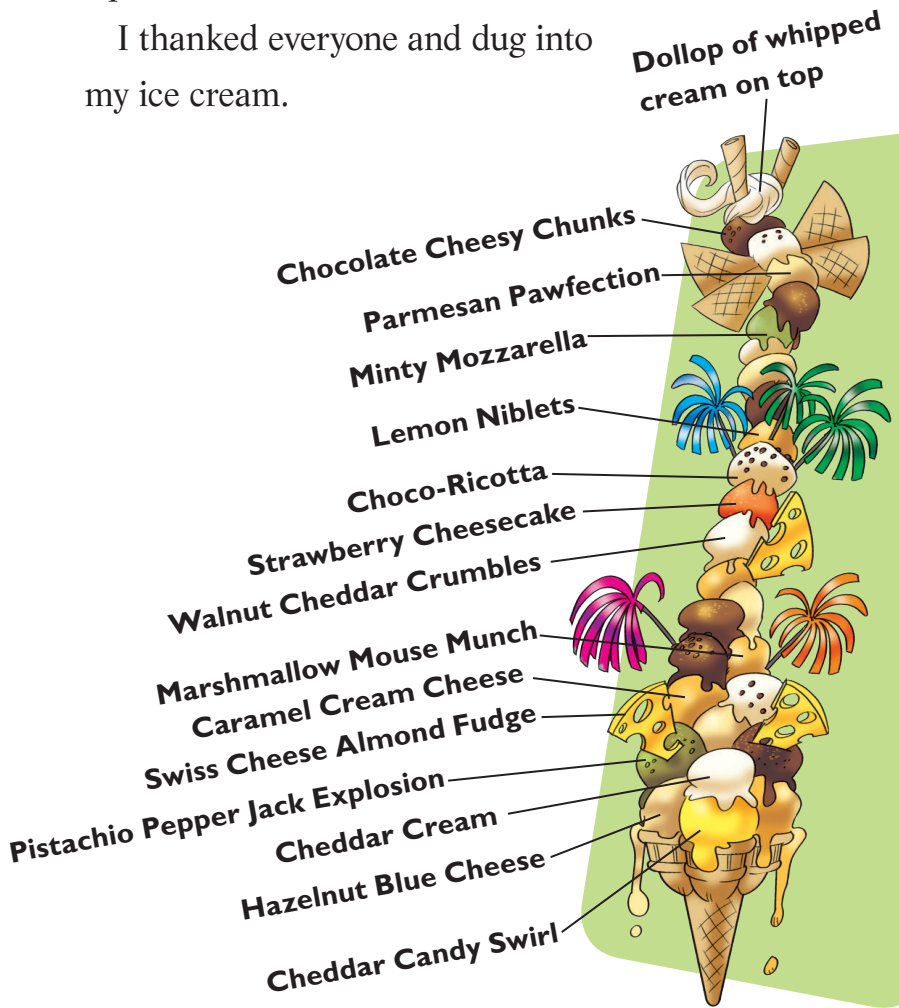 I thanked everyone and dug into
my ice cream.
Dollop of whipped
cream on top
Chocolate Cheesy Chunks
Parmesan Pawfection
Minty Mozzarella
Lemon Niblets
Choco-Ricotta
Strawberry Cheesecake
Walnut Cheddar Crumbles
Marshmallow Mouse Munch
Caramel Cream Cheese
Swiss Cheese Almond Fudge
Pistachio Pepper Jack Explosion
Cheddar Cream
Hazelnut Blue Cheese
Cheddar Candy Swirl